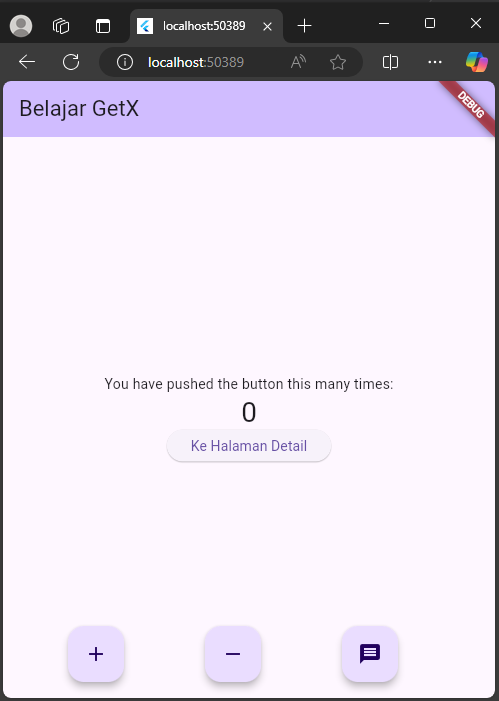 localhost:50389
localhost:50389
Belajar GetX
DEBUG
You have pushed the button this many times:
0
Ke Halaman Detail